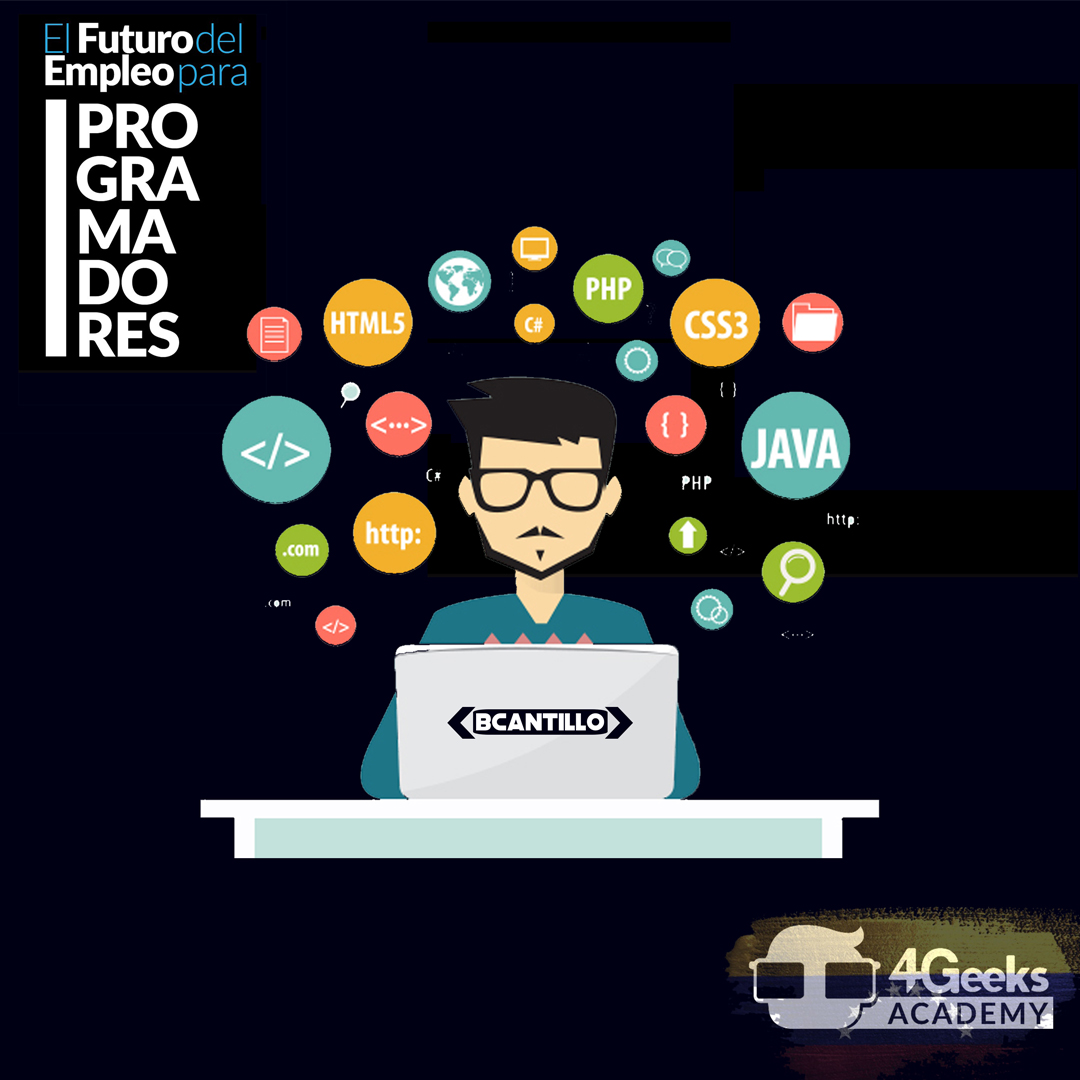 El Futuro del
Empleo para
PRO
GRA
MA
DO
RES
PHP
HTML5
C#
CSS3
{ }
<···>
{ }
</>
JAVA
C#
PHP
http:
http:
.com
</>
.com
</>
<···>
<BCANTILLO>
4Geeks
ACADEMY